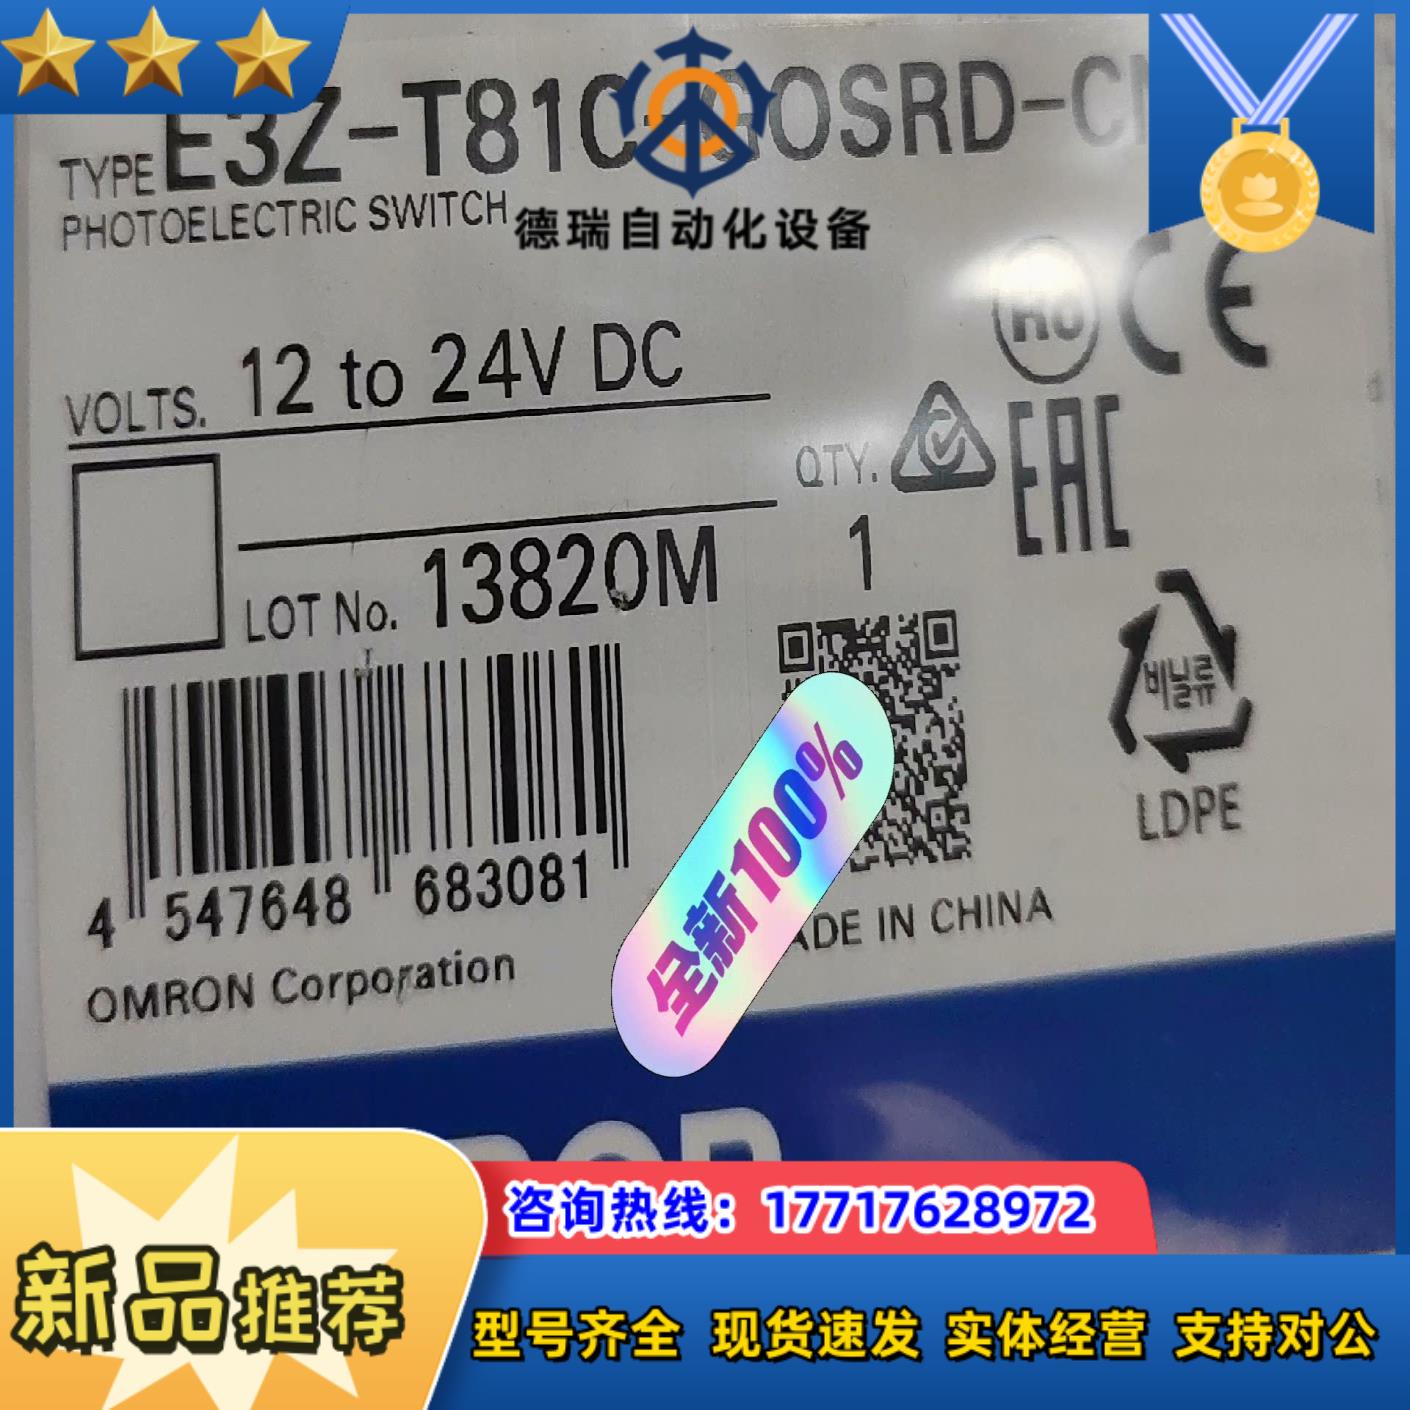 TYPE E3Z-T81C-GOSRD-CN
PHOTOELECTRIC SWITCH
德瑞自动化设备
VOLTS. 12 to 24V DC
CE
EAC
QTY.
1
LOT No. 13820M
비닐류
LDPE
4 547648 683081
全新100%
ADE IN CHINA
OMRON Corporation
咨询热线：17717628972
新品推荐
型号齐全 现货速发 实体经营 支持对公